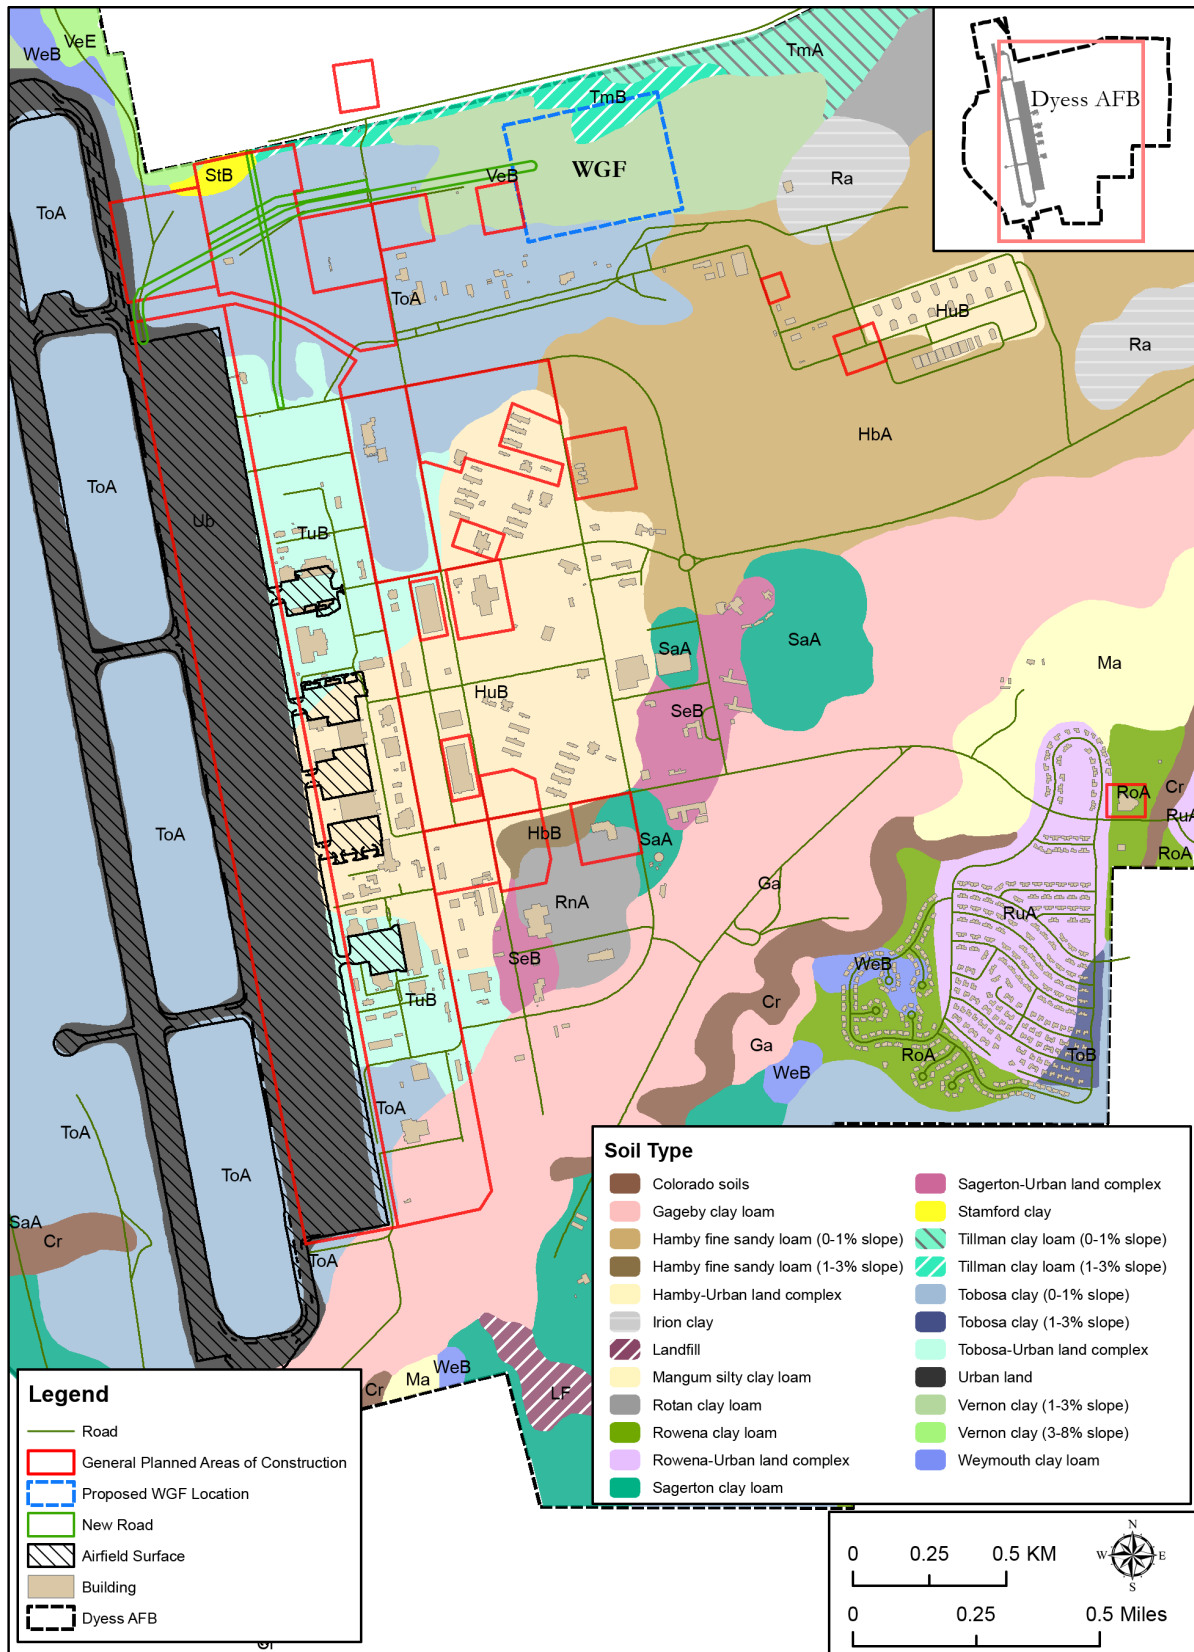 VeE
WeB
TmA
TmB
Dyess AFB
WGF
StB
VeB
Ra
ToA
ToA
HuB
Ra
HbA
ToA
Ub
TuB
SaA
SaA
Ma
HuB
SeB
ToA
RoA
Cr
RuA
HbB
SaA
RoA
Ga
RnA
RuA
SeB
WeB
TuB
Cr
Ga
RoA
ToB
WeB
ToA
ToA
ToA
SaA
Cr
ToA
Cr
Ma
WeB
LF
Soil Type
Colorado soils
Gageby clay loam
Hamby fine sandy loam (0-1% slope)
Hamby fine sandy loam (1-3% slope)
Hamby-Urban land complex
Irion clay
Landfill
Mangum silty clay loam
Rotan clay loam
Rowena clay loam
Rowena-Urban land complex
Sagerton clay loam
Sagerton-Urban land complex
Stamford clay
Tillman clay loam (0-1% slope)
Tillman clay loam (1-3% slope)
Tobosa clay (0-1% slope)
Tobosa clay (1-3% slope)
Tobosa-Urban land complex
Urban land
Vernon clay (1-3% slope)
Vernon clay (3-8% slope)
Weymouth clay loam
Legend
Road
General Planned Areas of Construction
Proposed WGF Location
New Road
Airfield Surface
Building
Dyess AFB
0 0.25 0.5 KM
0 0.25 0.5 Miles
N
W E
S